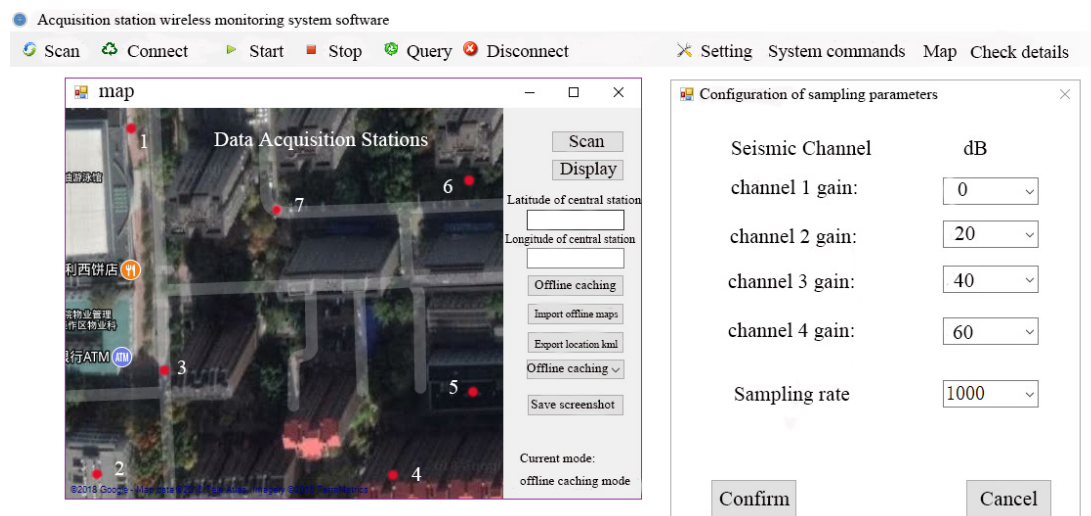 Acquisition station wireless monitoring system software
Scan Connect Start Stop Query Disconnect Setting System commands Map Check details
map
Data Acquisition Stations
1
6
7
3
5
2
4
利西饼店
行ATM
ATM
Scan
Display
Latitude of central station
Longitude of central station
Offline caching
Import offline maps
Export location kml
Offline caching
Save screenshot
Current mode:
offline caching mode
Configuration of sampling parameters
Seismic Channel dB
channel 1 gain: 0
channel 2 gain: 20
channel 3 gain: 40
channel 4 gain: 60
Sampling rate 1000
Confirm Cancel